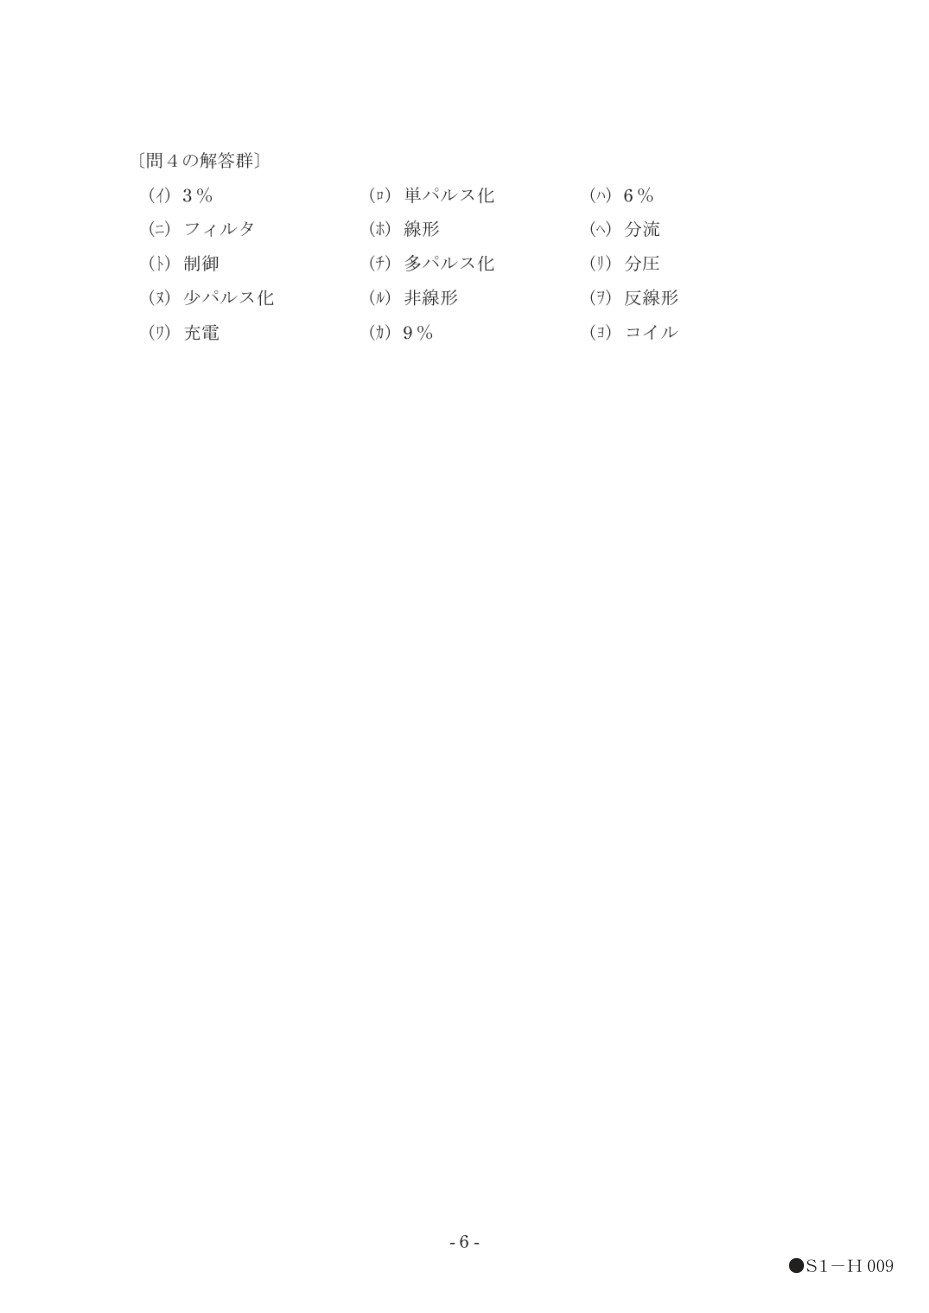 〔問４の解答群〕
(ｲ) 3％ (ﾛ) 単パルス化 (ﾊ) 6％
(ﾆ) フィルタ (ﾎ) 線形 (ﾍ) 分流
(ﾄ) 制御 (ﾁ) 多パルス化 (ﾘ) 分圧
(ﾇ) 少パルス化 (ﾙ) 非線形 (ｦ) 反線形
(ﾜ) 充電 (ｶ) 9％ (ﾖ) コイル
- 6 -
●S1－H 009